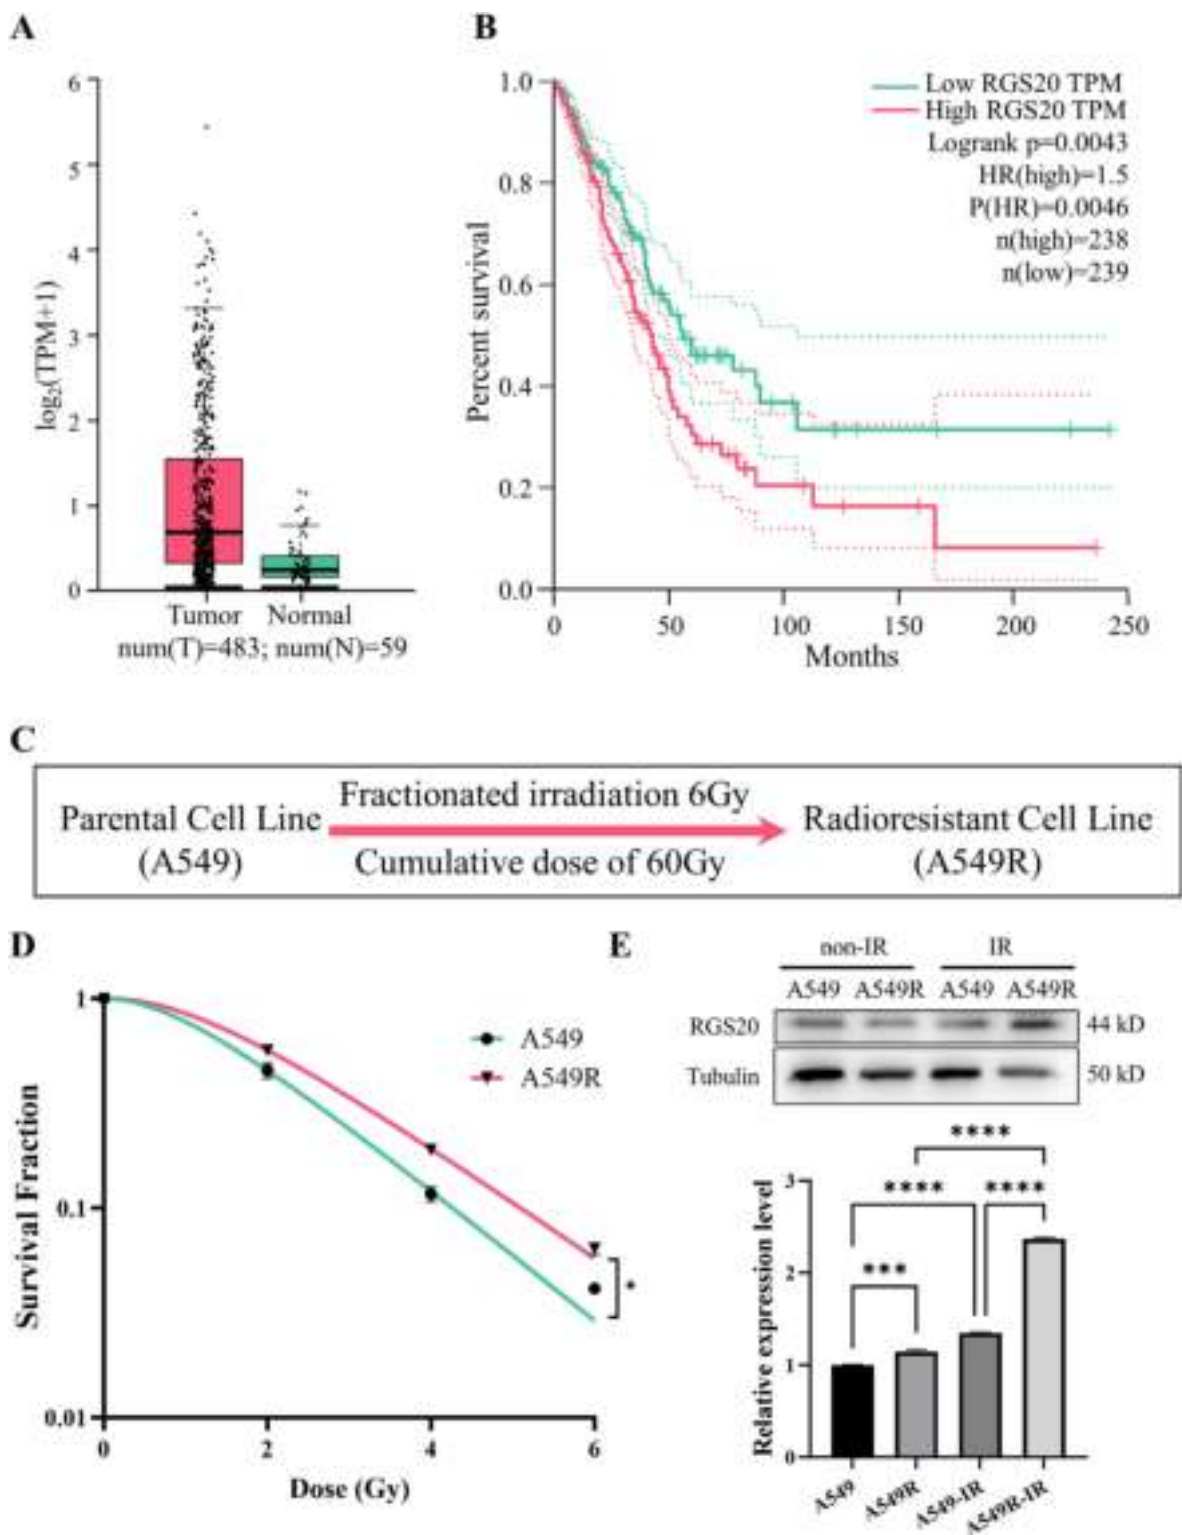 A
6
5
4
3
2
1
0
log₂(TPM+1)
Tumor Normal
num(T)=483; num(N)=59
B
1.0
0.8
0.6
0.4
0.2
0.0
Percent survival
0 50 100 150 200 250
Months
Low RGS20 TPM
High RGS20 TPM
Logrank p=0.0043
HR(high)=1.5
P(HR)=0.0046
n(high)=238
n(low)=239
C
Parental Cell Line
(A549)
Fractionated irradiation 6Gy
Cumulative dose of 60Gy
Radioresistant Cell Line
(A549R)
D
1
0.1
0.01
Survival Fraction
0 2 4 6
Dose (Gy)
A549
A549R
*
E
non-IR IR
A549 A549R A549 A549R
RGS20 44 kD
Tubulin 50 kD
****
**** ****
***
3
2
1
0
Relative expression level
A549 A549R A549-IR A549R-IR